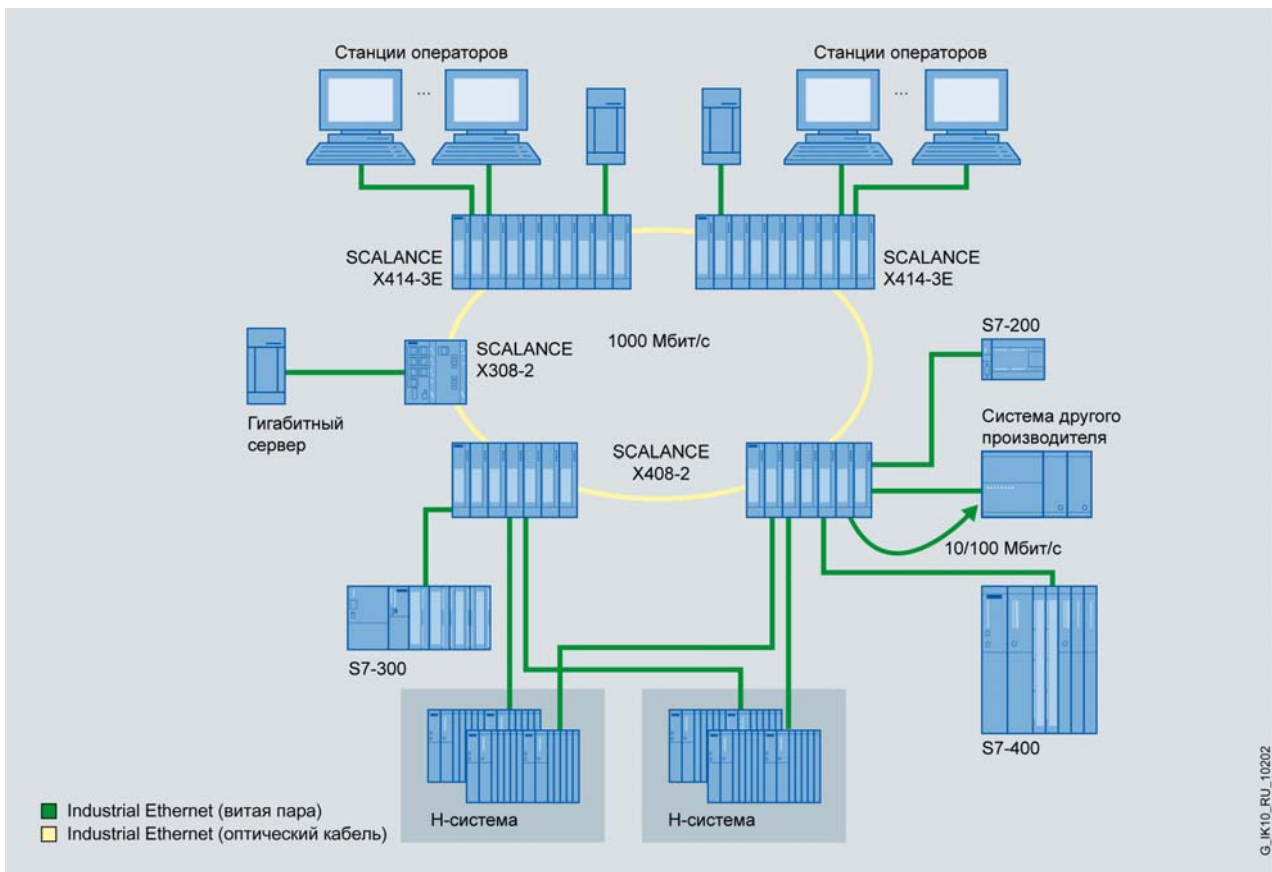 Станции операторов
Станции операторов
...
...
SCALANCE
X414-3E
SCALANCE
X414-3E
1000 Мбит/с
S7-200
SCALANCE
X308-2
Гигабитный
сервер
Система другого
производителя
SCALANCE
X408-2
10/100 Мбит/с
S7-300
S7-400
Н-система
Н-система
Industrial Ethernet (витая пара)
Industrial Ethernet (оптический кабель)
G_IK10_RU_10202